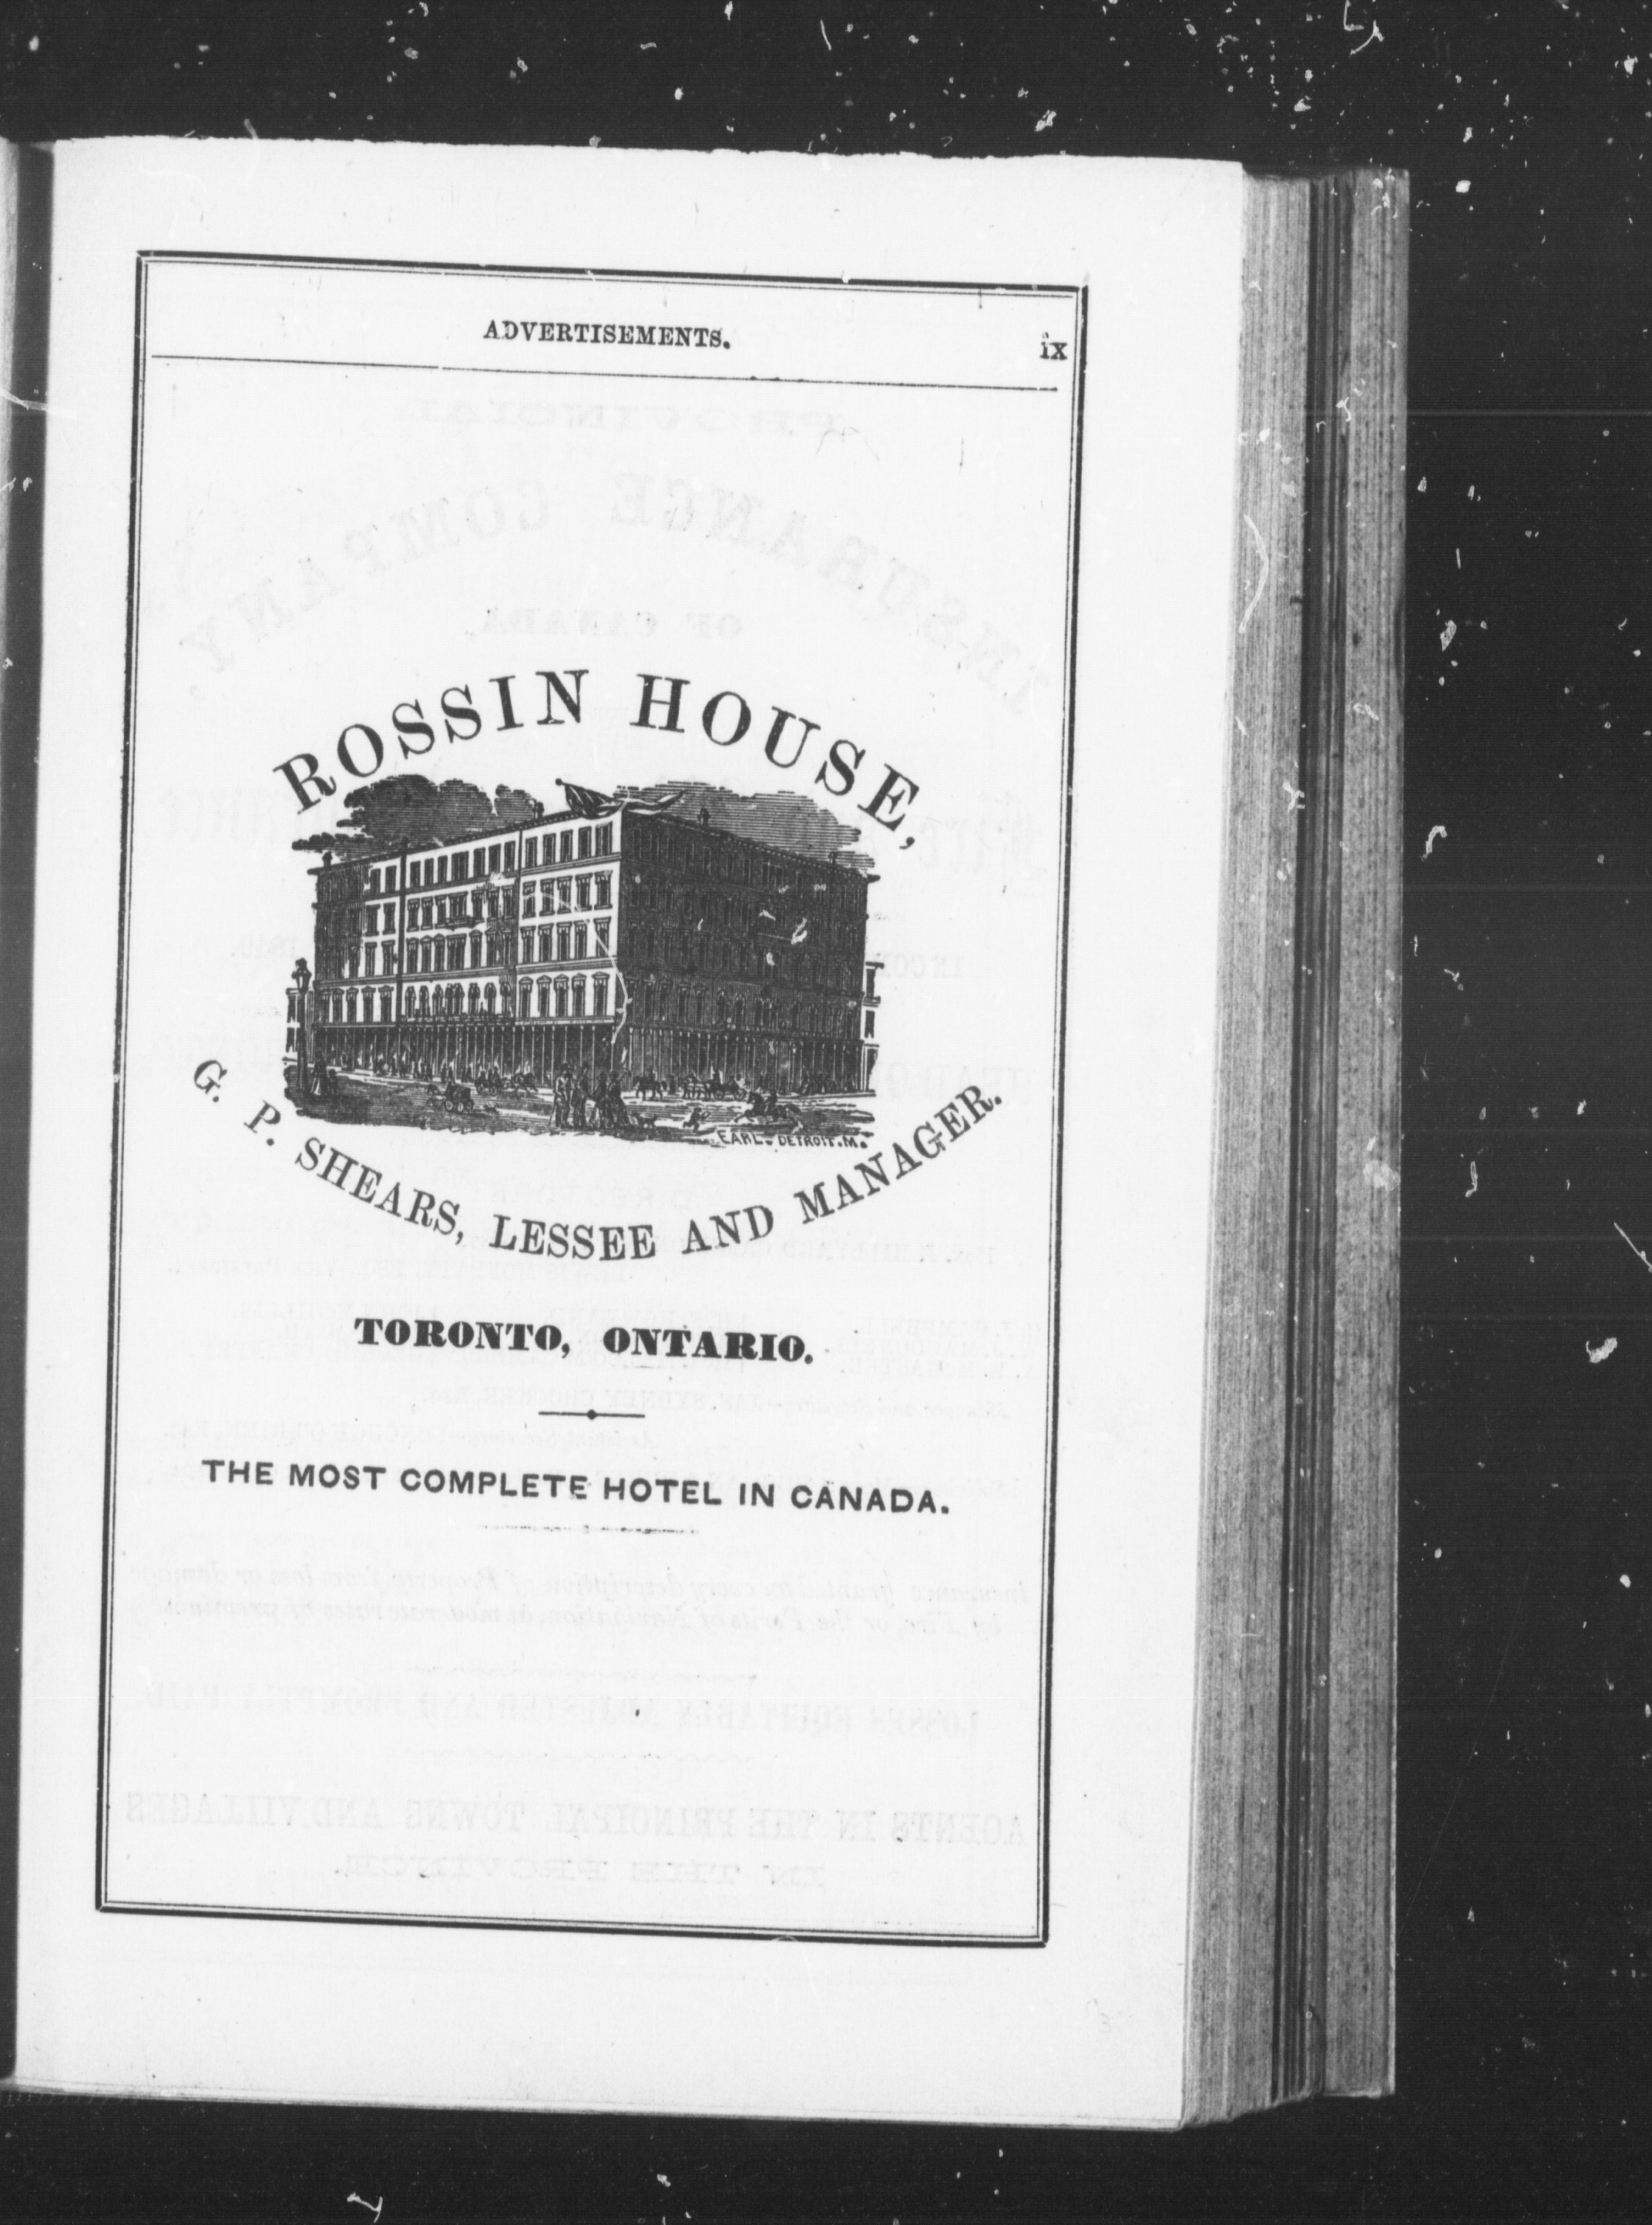 ADVERTISEMENTS. ix
ROSSIN HOUSE,
EARL. DETROIT. M.
G. P. SHEARS, LESSEE AND MANAGER.
TORONTO, ONTARIO.
THE MOST COMPLETE HOTEL IN CANADA.